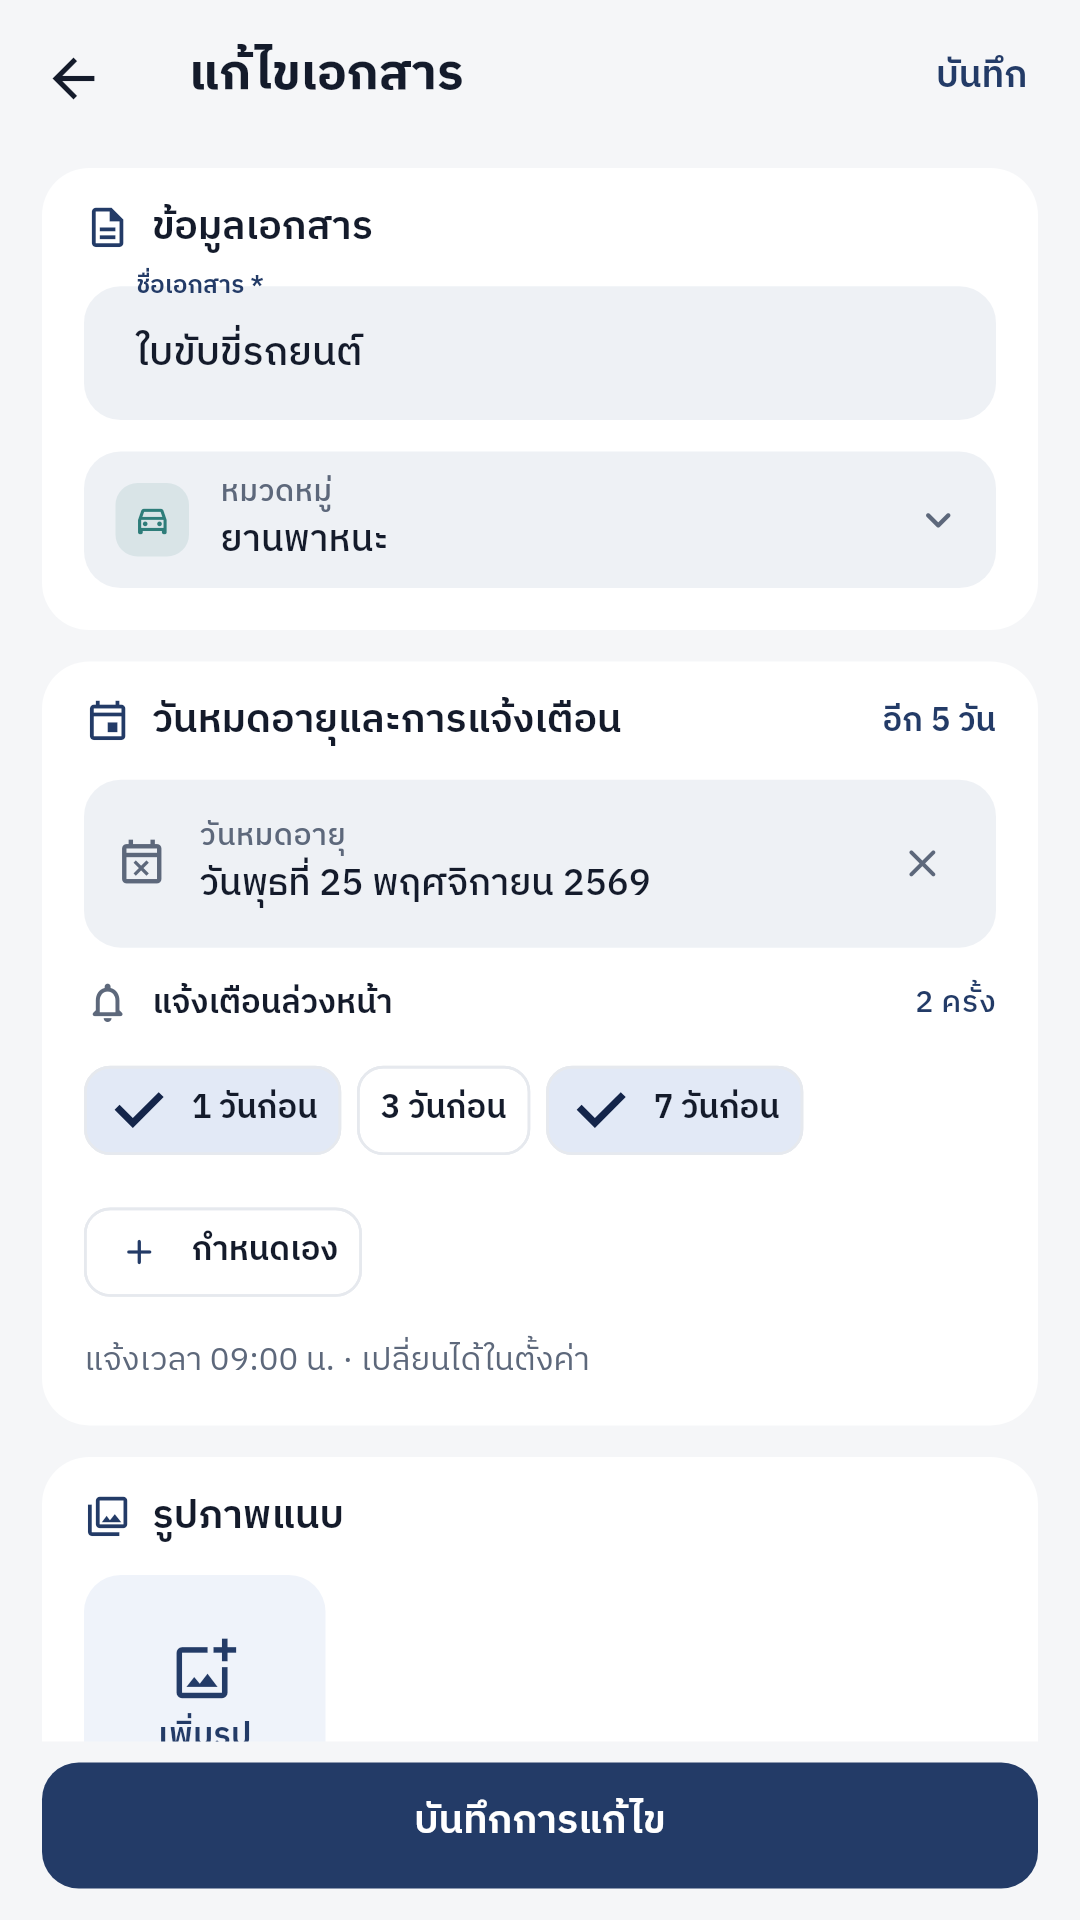 แก้ไขเอกสาร
บันทึก
ข้อมูลเอกสาร
ชื่อเอกสาร *
ใบขับขี่รถยนต์
หมวดหมู่
ยานพาหนะ
วันหมดอายุและการแจ้งเตือน
อีก 5 วัน
วันหมดอายุ
วันพุธที่ 25 พฤศจิกายน 2569
แจ้งเตือนล่วงหน้า
2 ครั้ง
1 วันก่อน
3 วันก่อน
7 วันก่อน
กำหนดเอง
แจ้งเวลา 09:00 น. · เปลี่ยนได้ในตั้งค่า
รูปภาพแนบ
เพิ่มรูป
บันทึกการแก้ไข